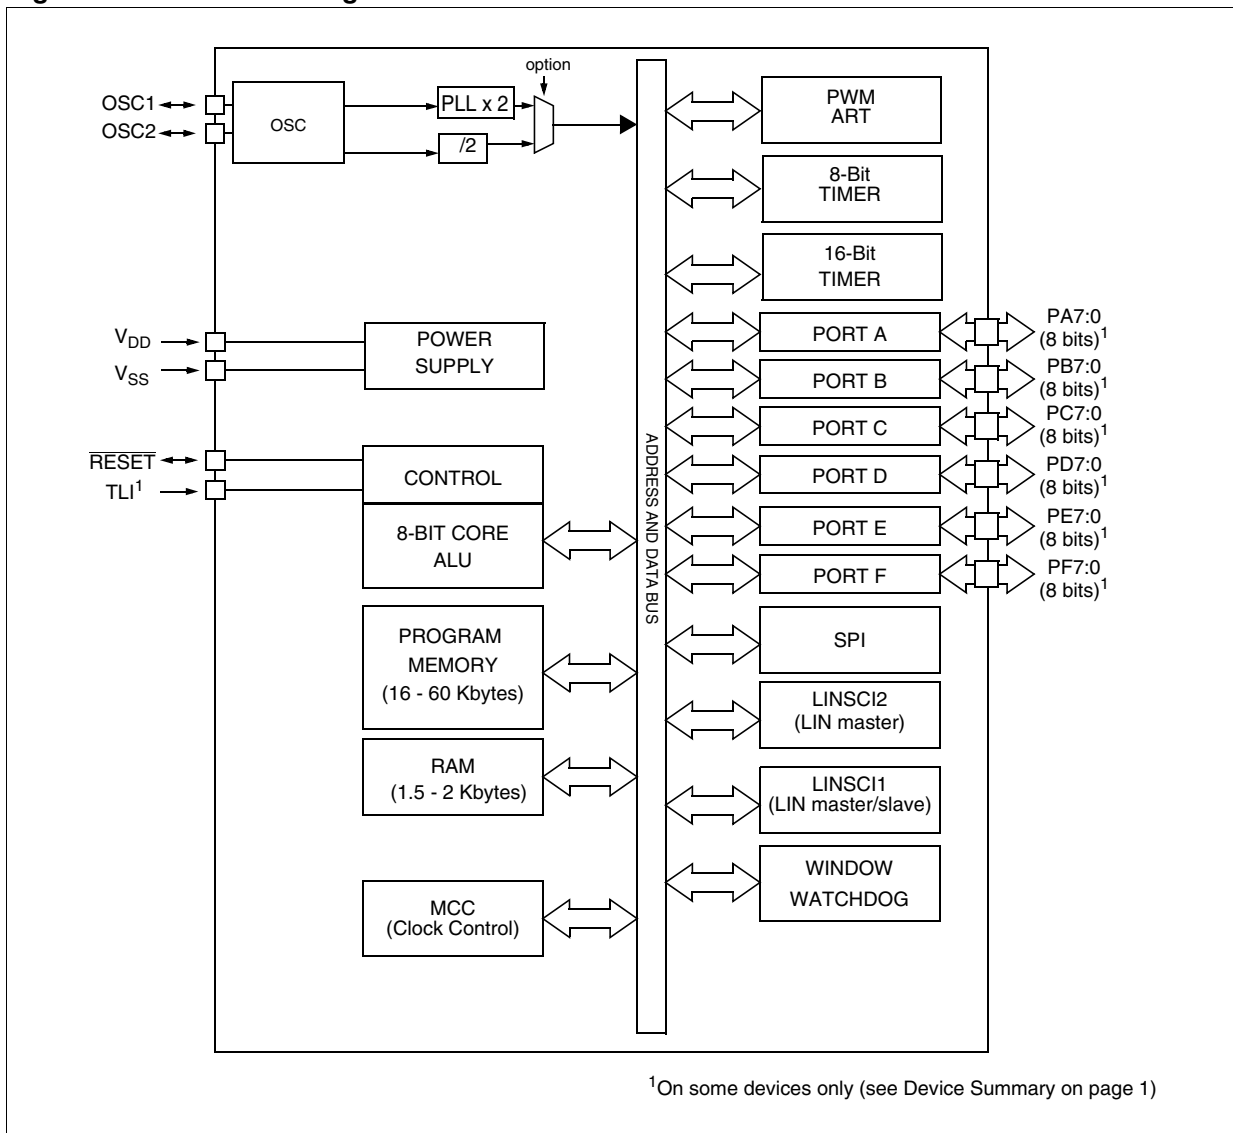 option
OSC1
OSC2
OSC
PLL x 2
/2
V_DD
V_SS
POWER
SUPPLY
RESET
TLI¹
CONTROL
8-BIT CORE
ALU
PROGRAM
MEMORY
(16 - 60 Kbytes)
RAM
(1.5 - 2 Kbytes)
MCC
(Clock Control)
ADDRESS AND DATA BUS
PWM
ART
8-Bit
TIMER
16-Bit
TIMER
PORT A
PORT B
PORT C
PORT D
PORT E
PORT F
SPI
LINSCI2
(LIN master)
LINSCI1
(LIN master/slave)
WINDOW
WATCHDOG
PA7:0
(8 bits)¹
PB7:0
(8 bits)¹
PC7:0
(8 bits)¹
PD7:0
(8 bits)¹
PE7:0
(8 bits)¹
PF7:0
(8 bits)¹
¹On some devices only (see Device Summary on page 1)